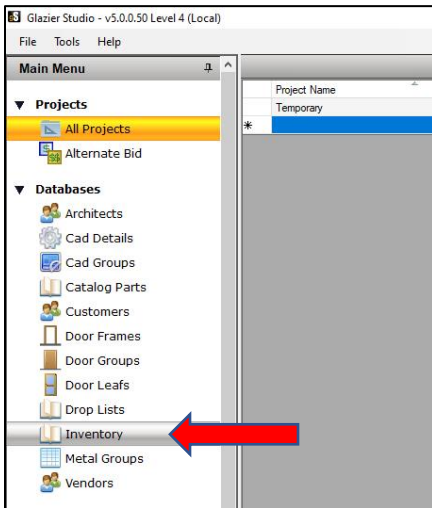 Glazier Studio - v5.0.0.50 Level 4 (Local)
File Tools Help
Main Menu
Projects
All Projects
Alternate Bid
Databases
Architects
Cad Details
Cad Groups
Catalog Parts
Customers
Door Frames
Door Groups
Door Leafs
Drop Lists
Inventory
Metal Groups
Vendors
Project Name
Temporary